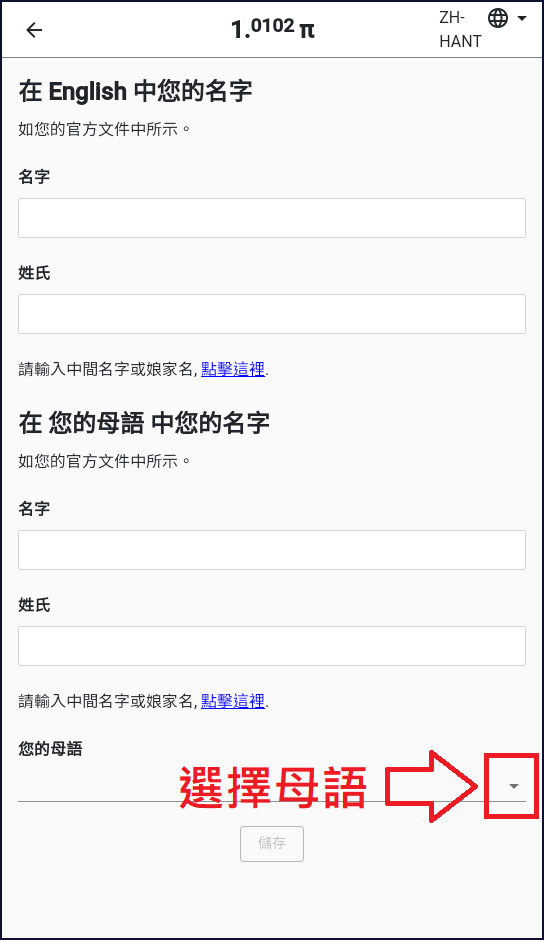 1.0102 π
ZH-
HANT
在 English 中您的名字
如您的官方文件中所示。
名字
姓氏
請輸入中間名字或娘家名, 點擊這裡.
在 您的母語 中您的名字
如您的官方文件中所示。
名字
姓氏
請輸入中間名字或娘家名, 點擊這裡.
您的母語
選擇母語
儲存